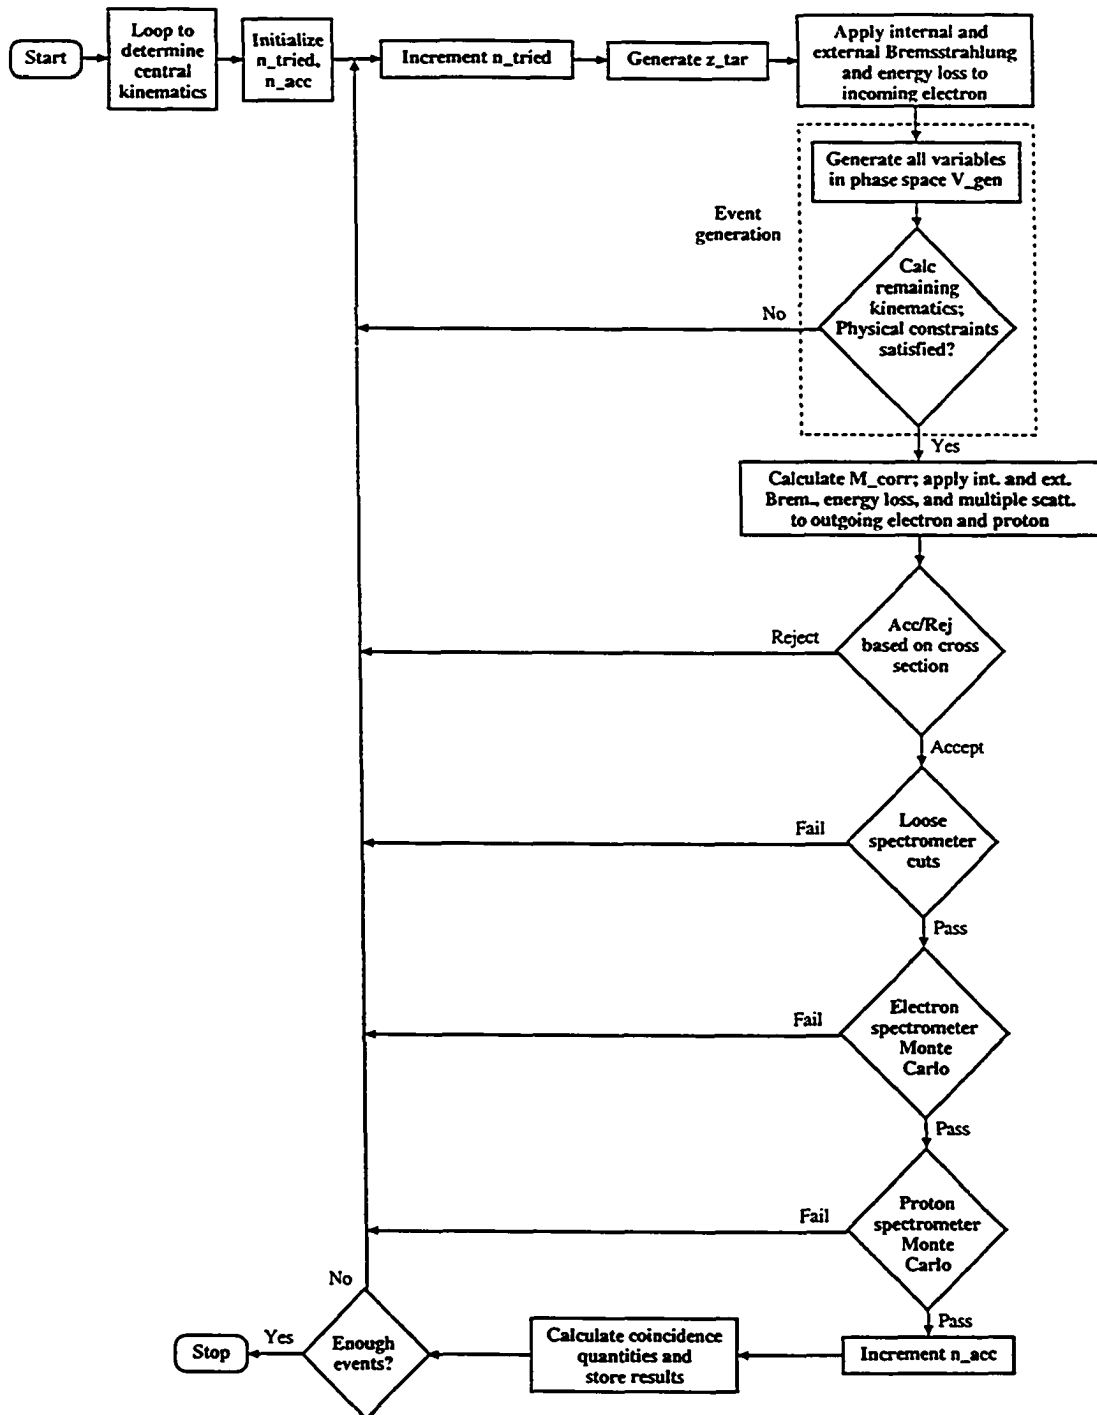 Start
Loop to
determine
central
kinematics
Initialize
n_tried,
n_acc
Increment n_tried
Generate z_tar
Apply internal and
external Bremsstrahlung
and energy loss to
incoming electron
Generate all variables
in phase space V_gen
Event
generation
Calc
remaining
kinematics;
Physical constraints
satisfied?
No
Yes
Calculate M_corr; apply int. and ext.
Brem., energy loss, and multiple scatt.
to outgoing electron and proton
Acc/Rej
based on cross
section
Reject
Accept
Loose
spectrometer
cuts
Fail
Pass
Electron
spectrometer
Monte
Carlo
Fail
Pass
Proton
spectrometer
Monte
Carlo
Fail
Pass
Increment n_acc
Calculate coincidence
quantities and
store results
Enough
events?
No
Yes
Stop